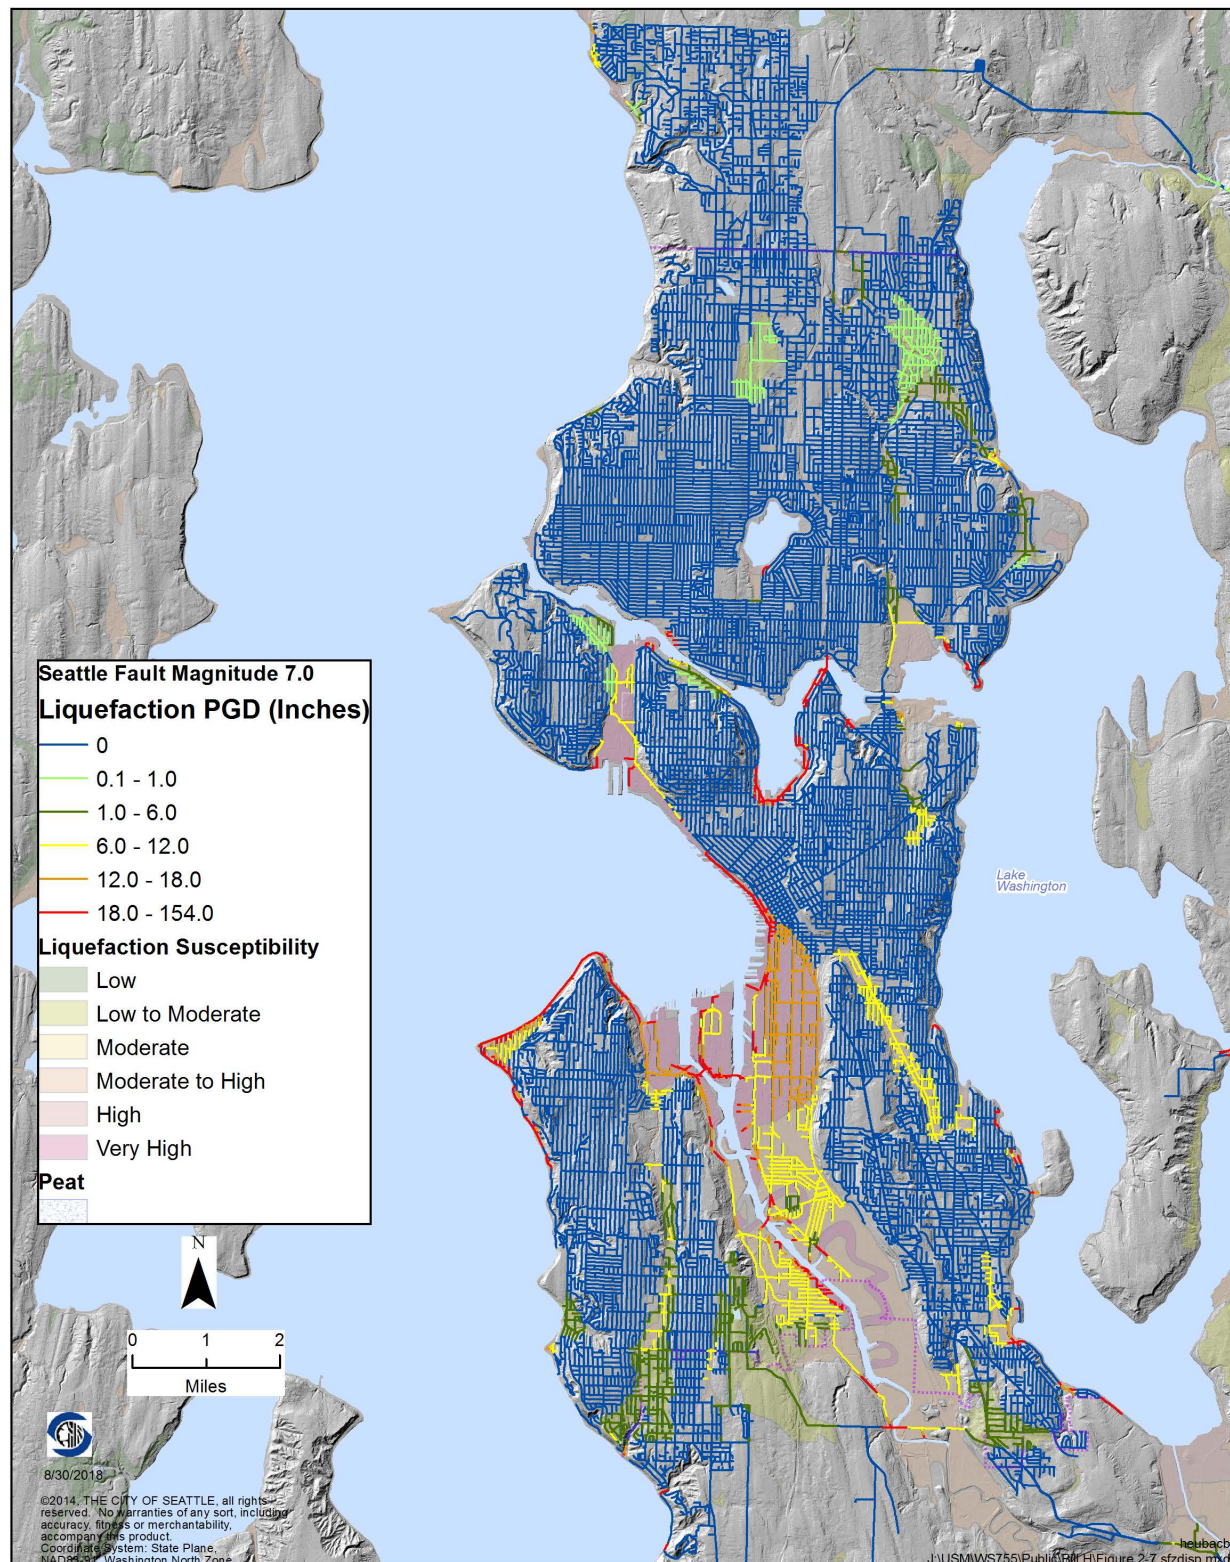 Seattle Fault Magnitude 7.0
Liquefaction PGD (Inches)
0
0.1 - 1.0
1.0 - 6.0
6.0 - 12.0
12.0 - 18.0
18.0 - 154.0
Liquefaction Susceptibility
Low
Low to Moderate
Moderate
Moderate to High
High
Very High
Peat
N
0 1 2
Miles
8/30/2018
©2014, THE CITY OF SEATTLE, all rights
reserved. No warranties of any sort, including
accuracy, fitness or merchantability,
accompany this product.
Coordinate System: State Plane,
NAD83-91, Washington North Zone
Lake
Washington
heubach